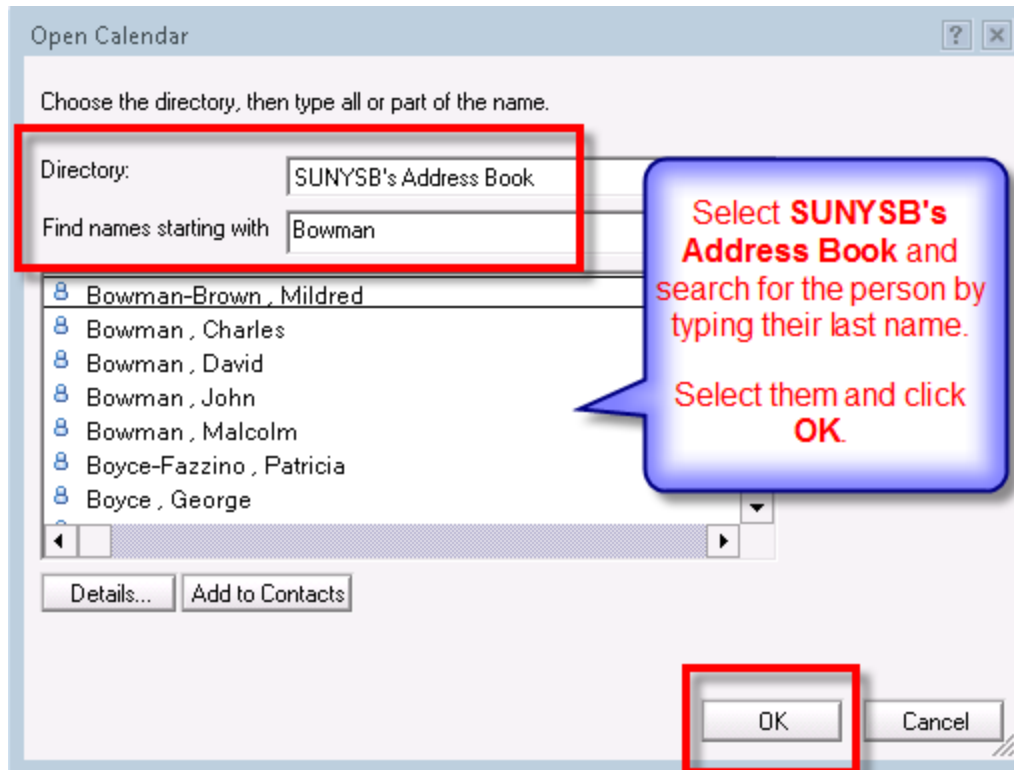 Open Calendar
? ×
Choose the directory, then type all or part of the name.
Directory: SUNYSB's Address Book
Find names starting with Bowman
Bowman-Brown , Mildred
Bowman , Charles
Bowman , David
Bowman , John
Bowman , Malcolm
Boyce-Fazzino , Patricia
Boyce , George
Select SUNYSB's
Address Book and
search for the person by
typing their last name.
Select them and click
OK.
Details... Add to Contacts
OK Cancel